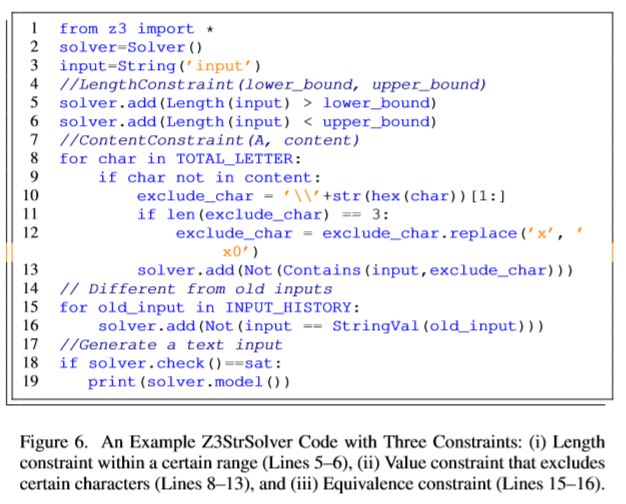 1 from z3 import *
2 solver=Solver()
3 input=String('input')
4 //LengthConstraint(lower_bound, upper_bound)
5 solver.add(Length(input) > lower_bound)
6 solver.add(Length(input) < upper_bound)
7 //ContentConstraint(A, content)
8 for char in TOTAL_LETTER:
9 if char not in content:
10 exclude_char = '\\'+str(hex(char))[1:]
11 if len(exclude_char) == 3:
12 exclude_char = exclude_char.replace('x', '
x0')
13 solver.add(Not(Contains(input,exclude_char)))
14 // Different from old inputs
15 for old_input in INPUT_HISTORY:
16 solver.add(Not(input == StringVal(old_input)))
17 //Generate a text input
18 if solver.check()==sat:
19 print(solver.model())
Figure 6. An Example Z3StrSolver Code with Three Constraints: (i) Length
constraint within a certain range (Lines 5–6), (ii) Value constraint that excludes
certain characters (Lines 8–13), and (iii) Equivalence constraint (Lines 15–16).